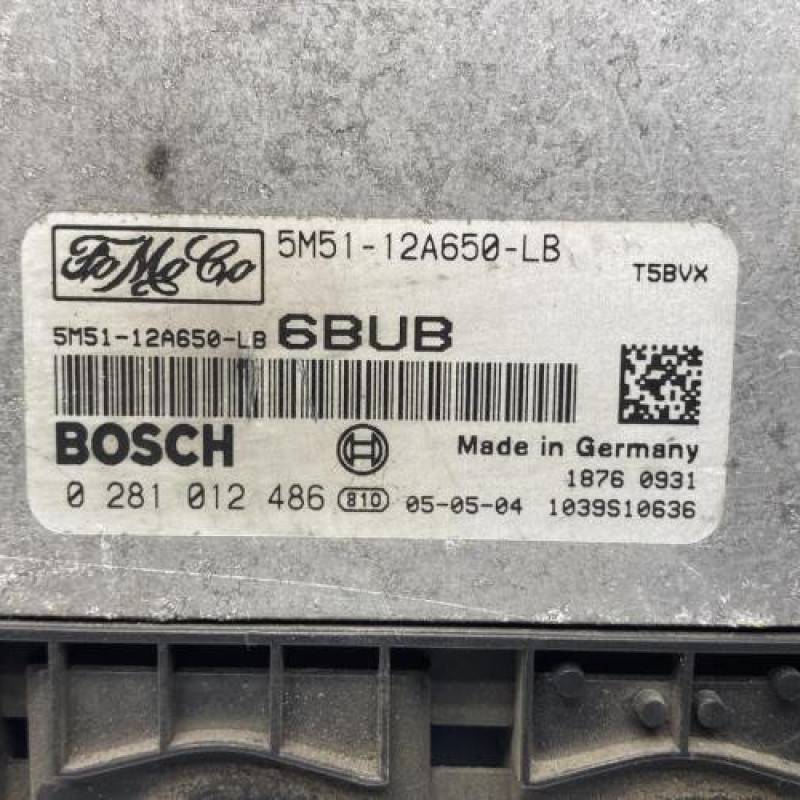 FoMoCo 5M51-12A650-LB
T5BVX
5M51-12A650-LB 6BUB
BOSCH
Made in Germany
1876 0931
0 281 012 486 810 05-05-04 1039S10636